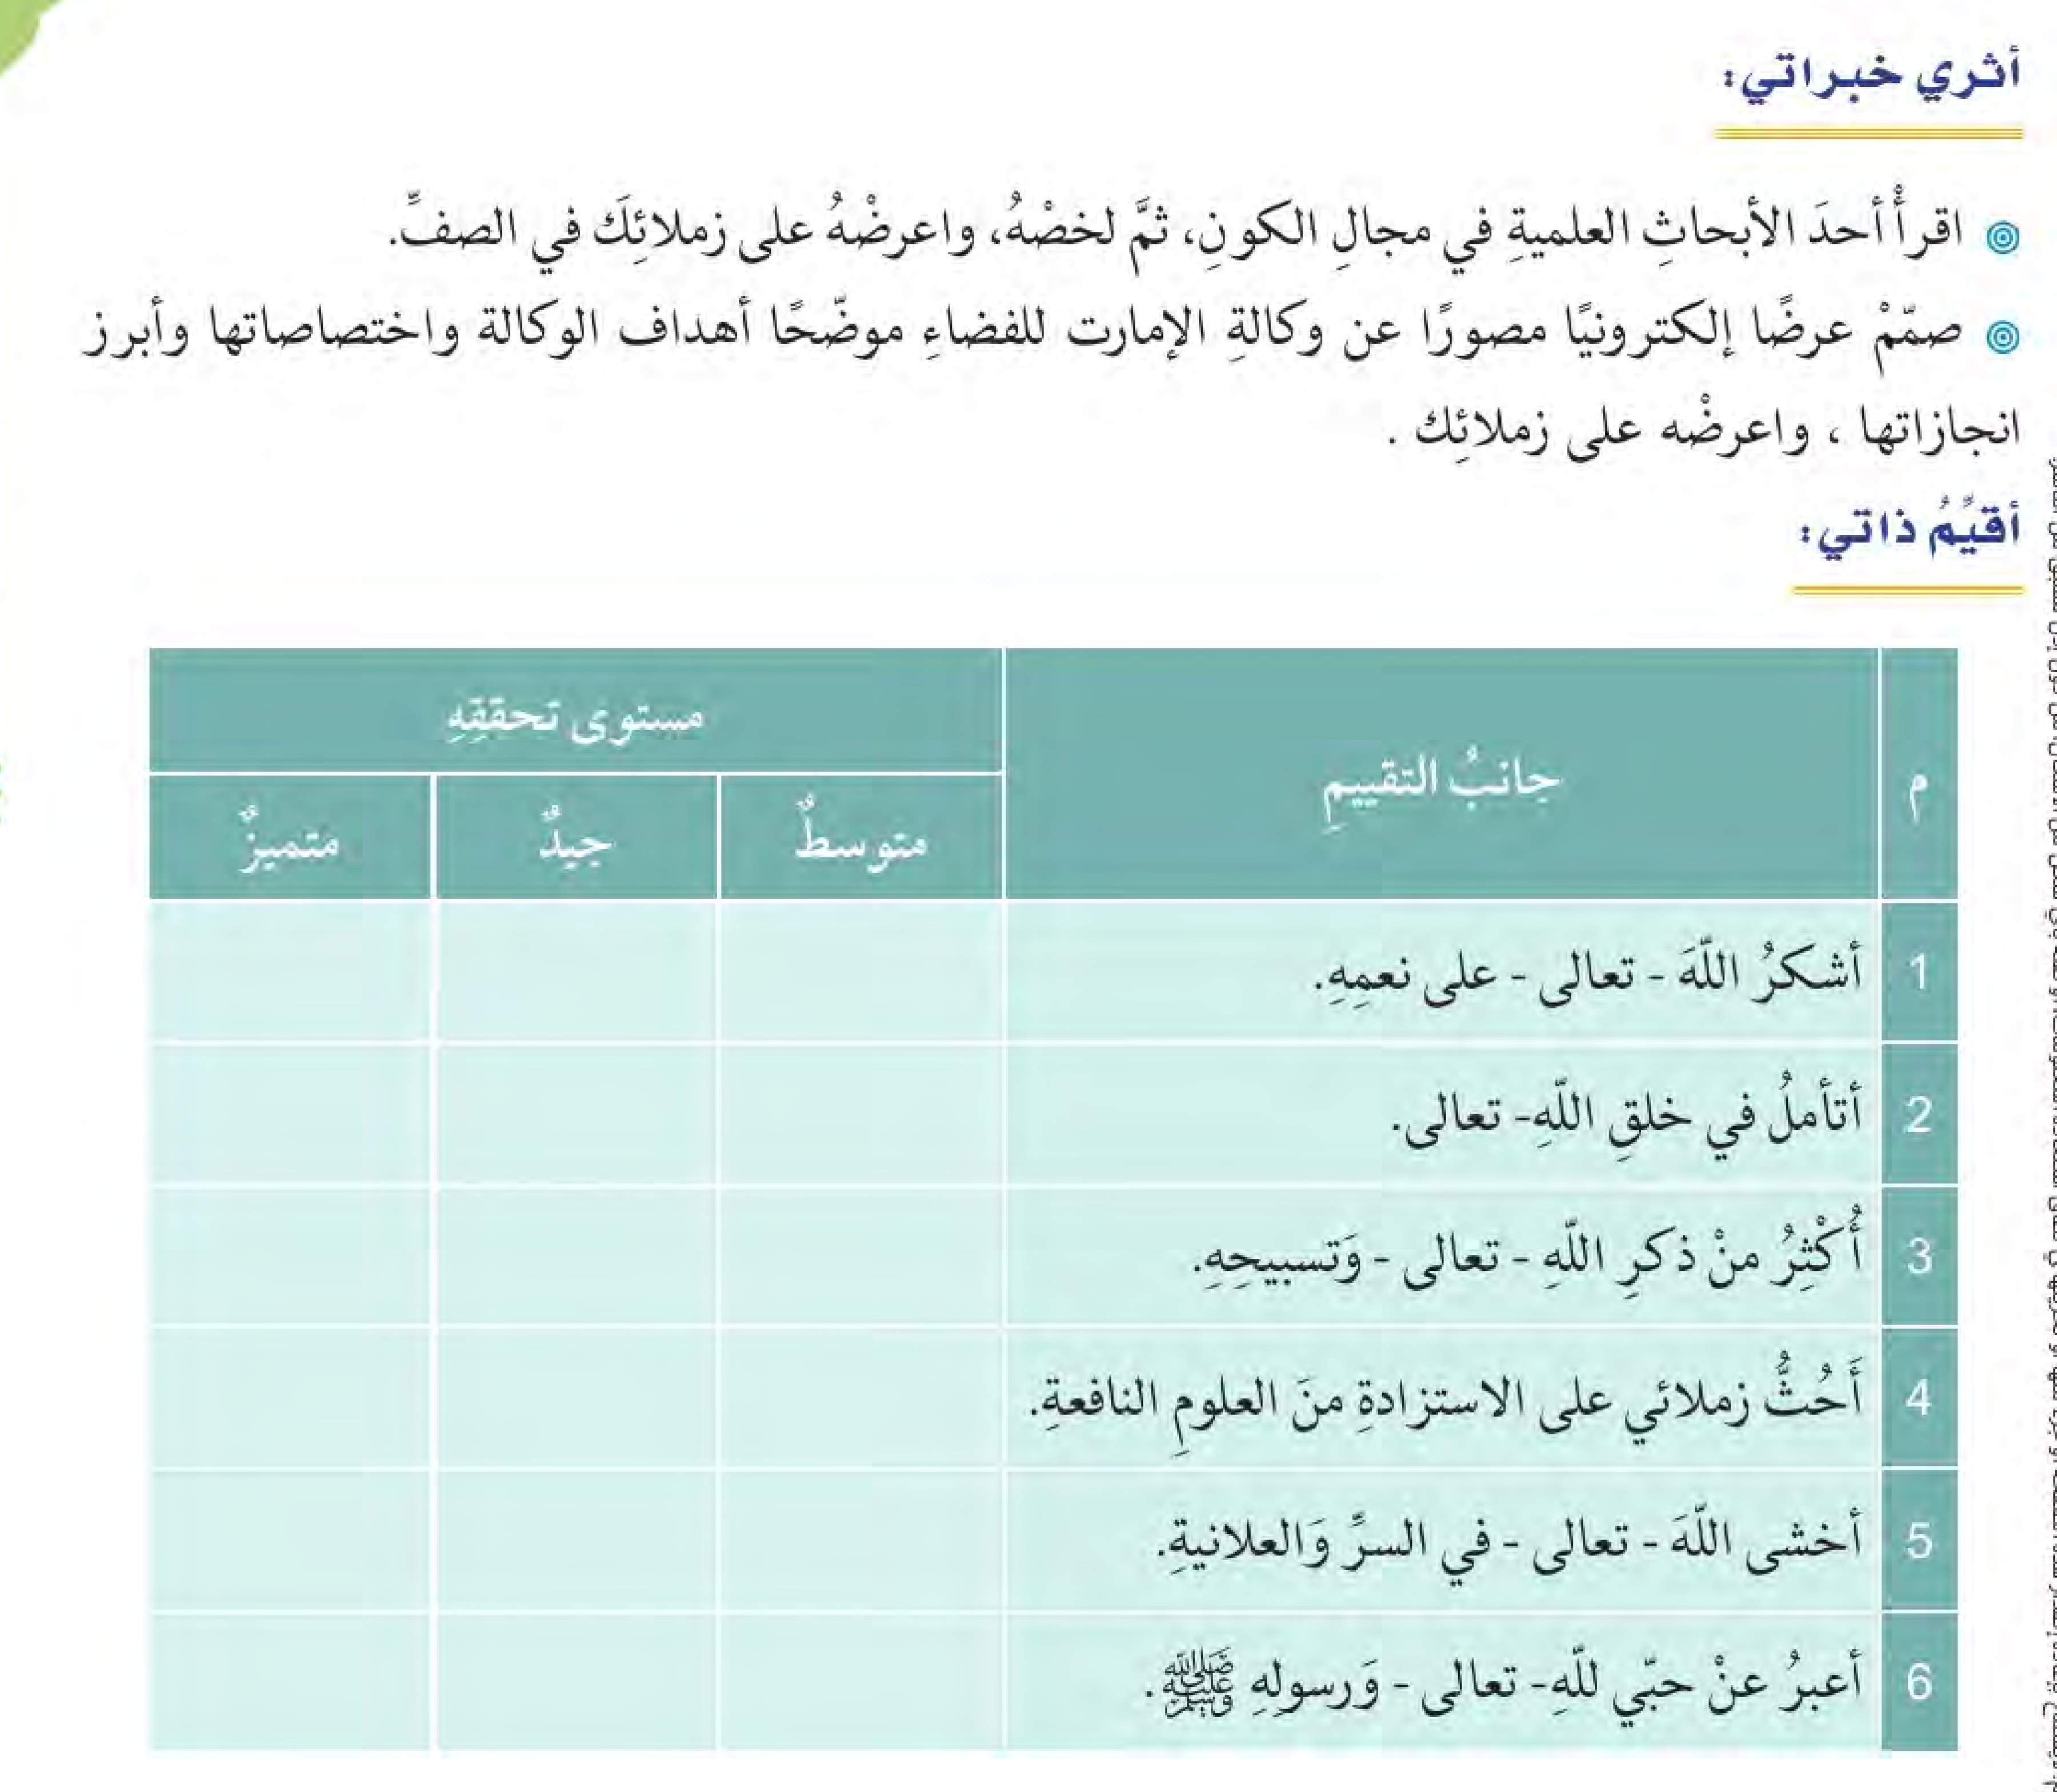 أثري خبراتي:
اقرأْ أحدَ الأبحاثِ العلميةِ في مجالِ الكونِ، ثمَّ لخصْهُ، واعرضْهُ على زملائِكَ في الصفِّ.
صمّمْ عرضًا إلكترونيًا مصورًا عن وكالةِ الإمارت للفضاءِ موضّحًا أهداف الوكالة واختصاصاتها وأبرز
انجازاتها ، واعرضْه على زملائِك .
أقيِّمُ ذاتي:
م جانبُ التقييمِ مستوى تحققِهِ
متوسطٌ جيدٌ متميزٌ
1 أشكرُ اللّهَ - تعالى - على نعمِهِ.
2 أتأملُ في خلقِ اللّهِ- تعالى.
3 أُكْثِرُ منْ ذكرِ اللّهِ - تعالى - وَتسبيحِهِ.
4 أَحُثُّ زملائي على الاستزادةِ منَ العلومِ النافعةِ.
5 أخشى اللّهَ - تعالى - في السرِّ وَالعلانيةِ.
6 أعبرُ عنْ حبّي للّهِ- تعالى - وَرسولِهِ ﷺ.